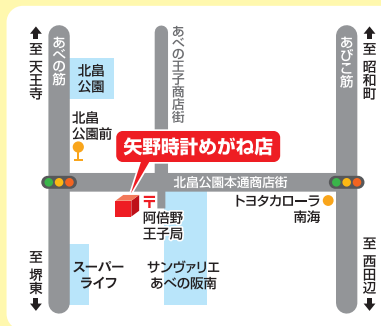 至 天王寺
あべの筋
北畠
公園
北畠
公園前
あべの王子商店街
あびこ筋
至 昭和町
矢野時計めがね店
北畠公園本通商店街
〒
阿倍野
王子局
トヨタカローラ
南海
至 堺東
スーパー
ライフ
サンヴァリエ
あべの阪南
至 西田辺